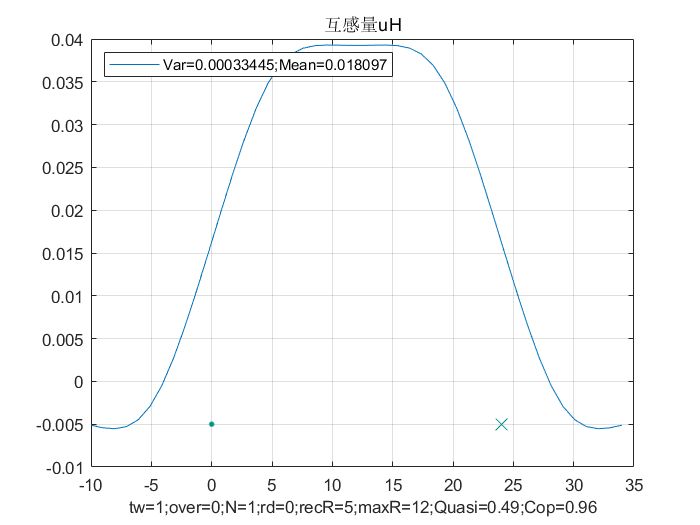 互感量uH
0.04
Var=0.00033445;Mean=0.018097
0.035
0.03
0.025
0.02
0.015
0.01
0.005
0
-0.005
-0.01
-10 -5 0 5 10 15 20 25 30 35
tw=1;over=0;N=1;rd=0;recR=5;maxR=12;Quasi=0.49;Cop=0.96